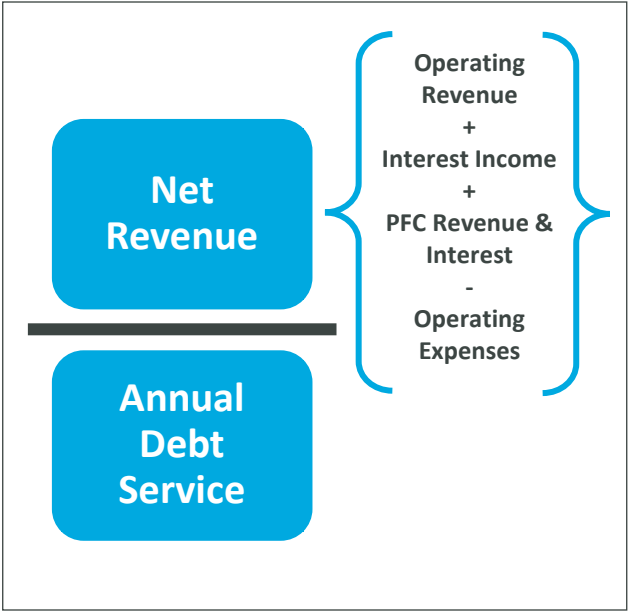 Net
Revenue
Operating
Revenue
+
Interest Income
+
PFC Revenue &
Interest
-
Operating
Expenses
Annual
Debt
Service